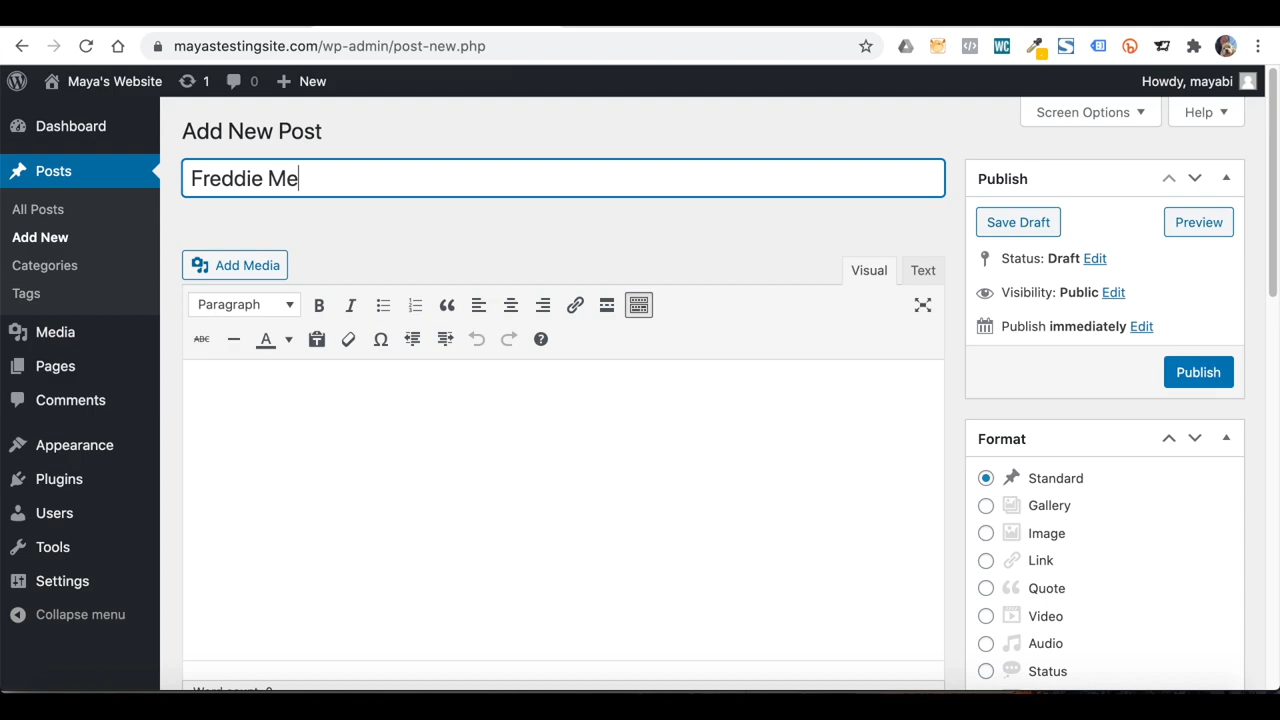 mayastestingsite.com/wp-admin/post-new.php
Maya's Website 1 0 New Howdy, mayabi
Screen Options Help
Dashboard
Posts
All Posts
Add New
Categories
Tags
Media
Pages
Comments
Appearance
Plugins
Users
Tools
Settings
Collapse menu
Add New Post
Freddie Me
Add Media
Visual Text
Paragraph B I
ABC A Ω
Publish
Save Draft Preview
Status: Draft Edit
Visibility: Public Edit
Publish immediately Edit
Publish
Format
Standard
Gallery
Image
Link
Quote
Video
Audio
Status